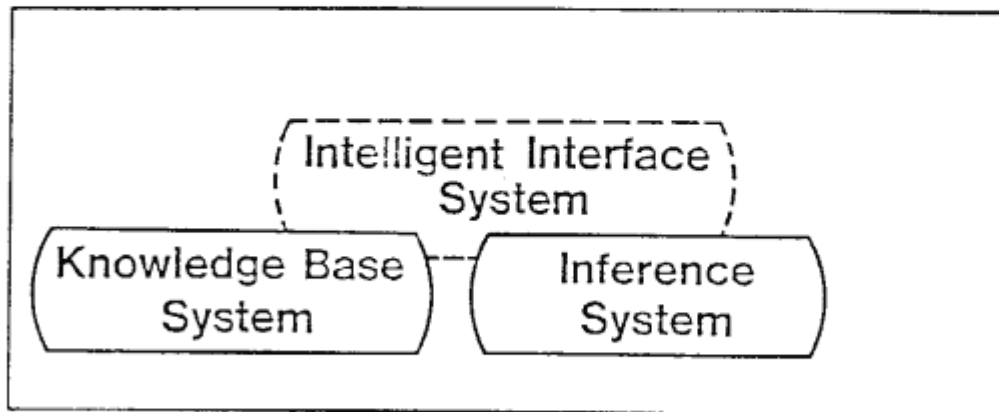 Intelligent Interface
System
Knowledge Base
System
Inference
System